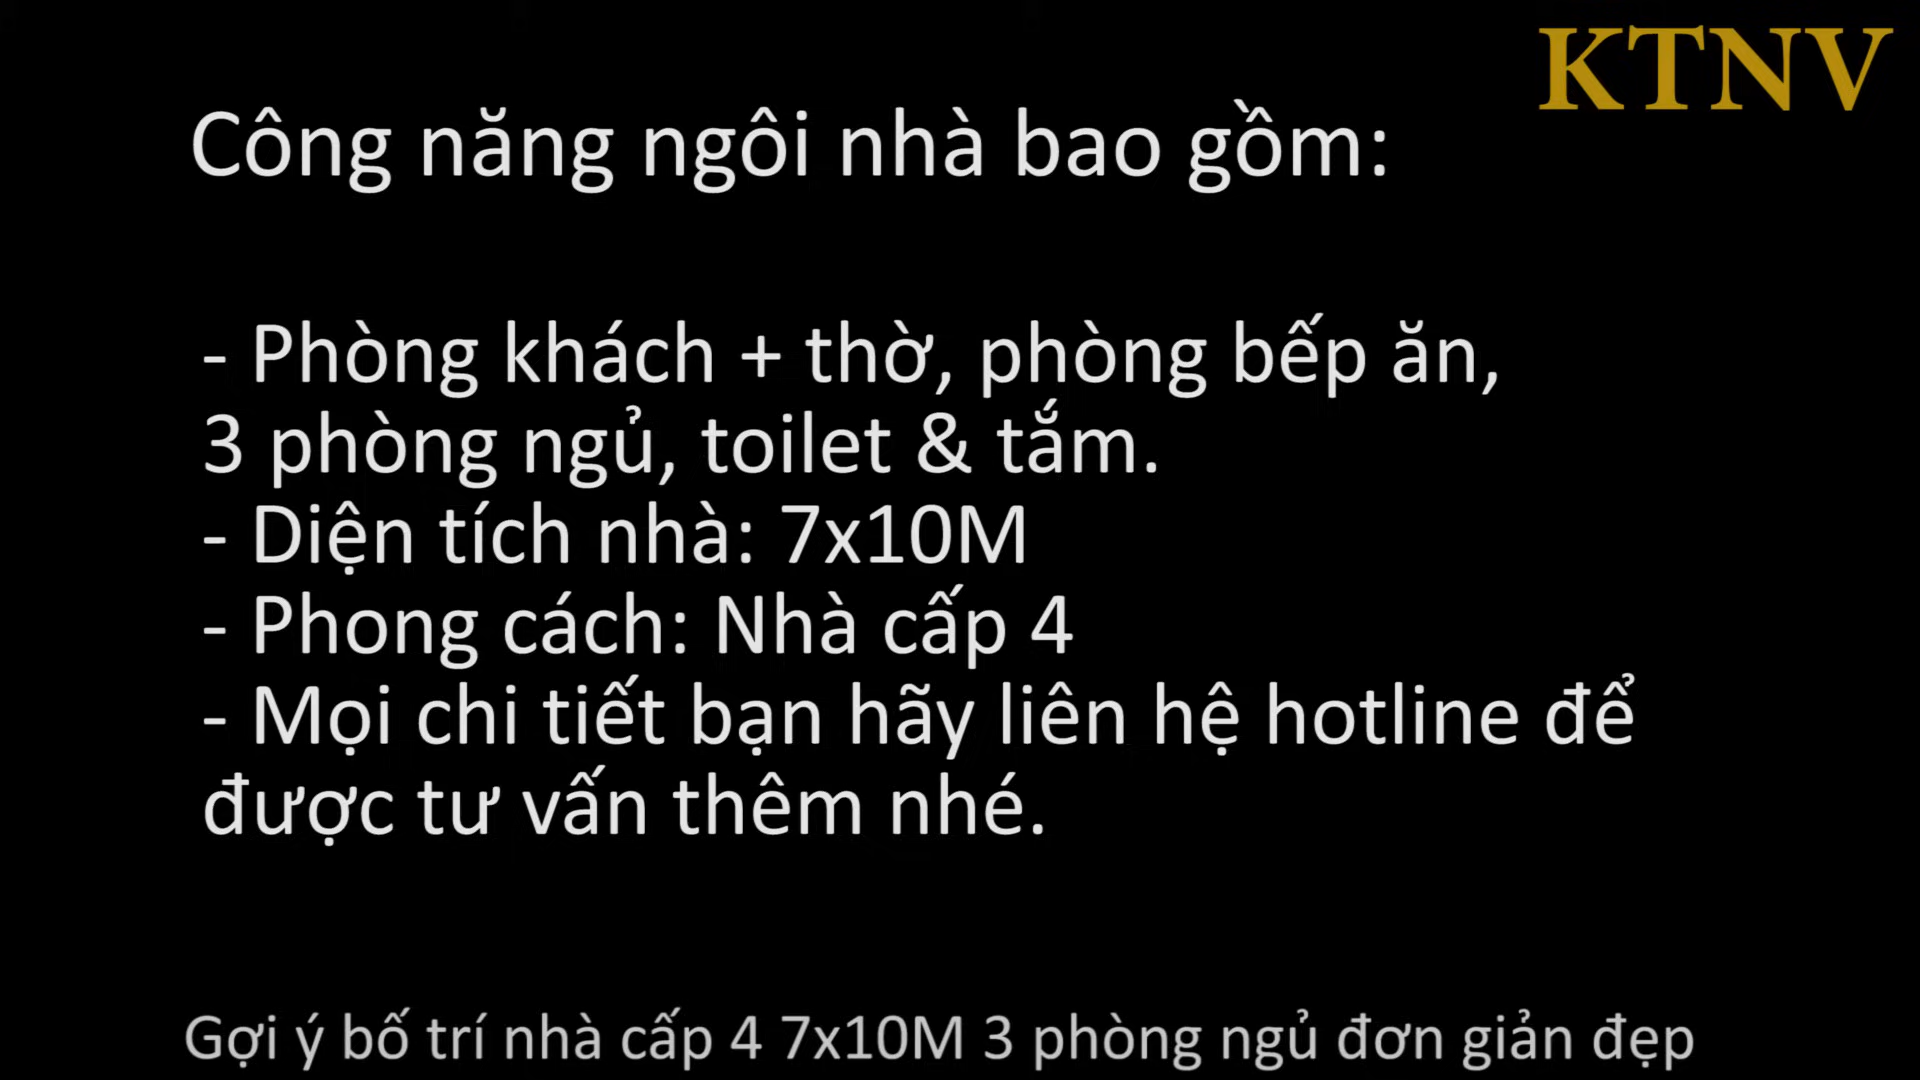 KTNV
Công năng ngôi nhà bao gồm:
- Phòng khách + thờ, phòng bếp ăn,
3 phòng ngủ, toilet & tắm.
- Diện tích nhà: 7x10M
- Phong cách: Nhà cấp 4
- Mọi chi tiết bạn hãy liên hệ hotline để
được tư vấn thêm nhé.
Gợi ý bố trí nhà cấp 4 7x10M 3 phòng ngủ đơn giản đẹp